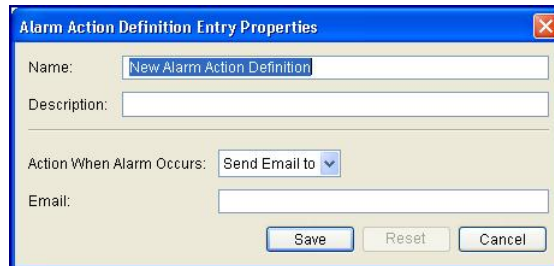 Alarm Action Definition Entry Properties
Name: New Alarm Action Definition
Description:
Action When Alarm Occurs: Send Email to
Email:
Save Reset Cancel